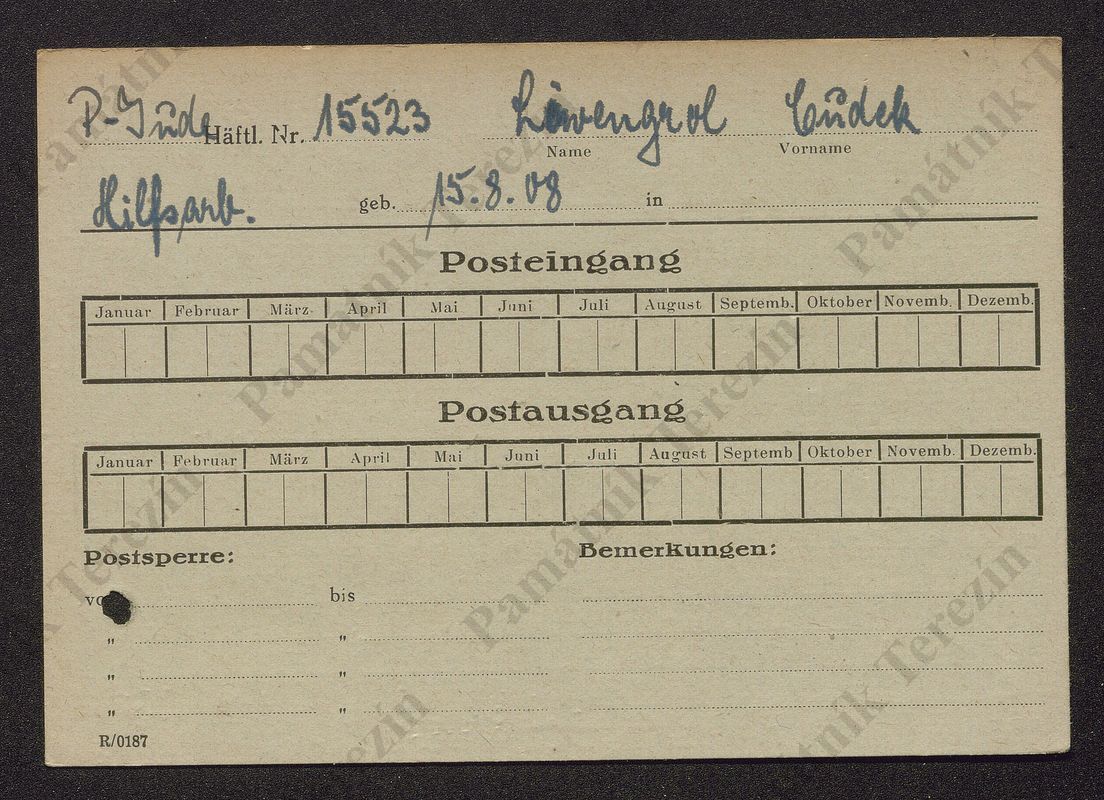 P-Jude Häftl. Nr. 15523 Löwengrol Cudek
Name Vorname
Hilfsarb. geb. 15.8.08 in
Posteingang
Januar Februar März April Mai Juni Juli August Septemb. Oktober Novemb. Dezemb.
Postausgang
Januar Februar März April Mai Juni Juli August Septemb Oktober Novemb. Dezemb.
Postsperre: Bemerkungen:
bis
" "
" "
" "
R/0187
Památník Terezín